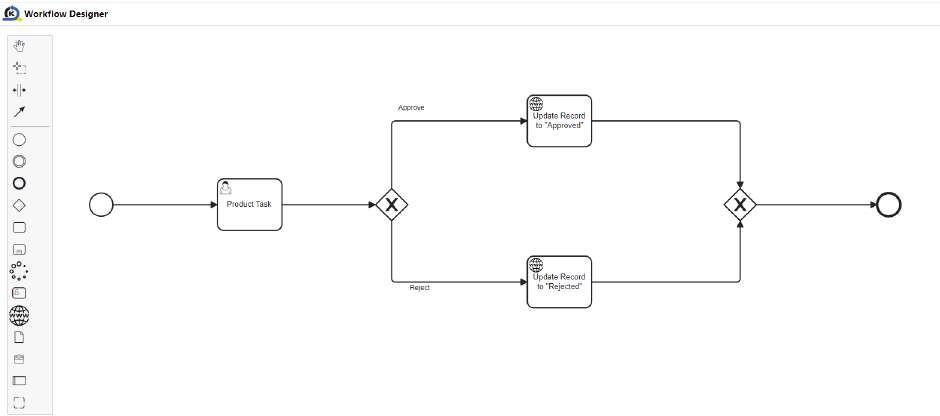 Workflow Designer
Approve
Update Record
to "Approved"
Product Task
X
X
Update Record
to "Rejected"
Reject